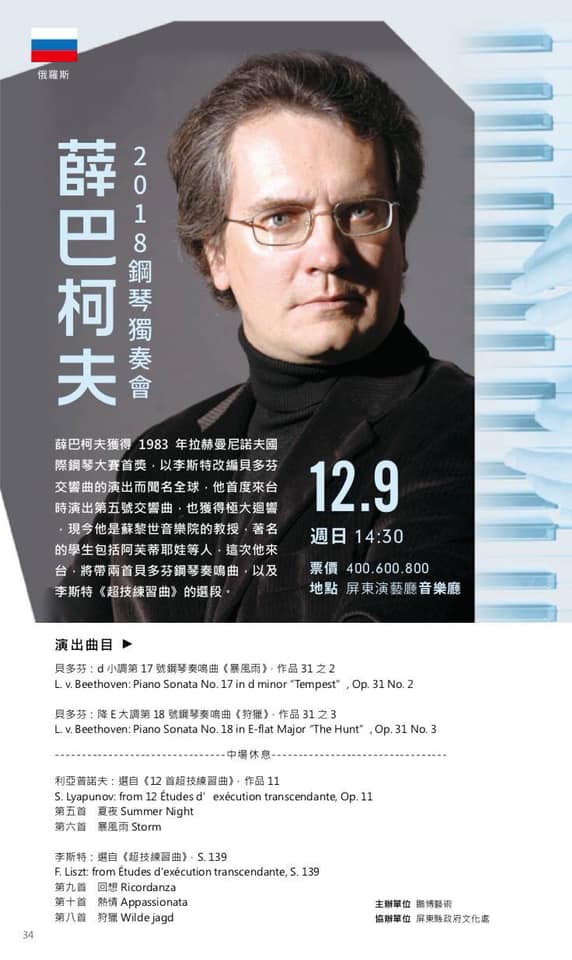 俄羅斯
薛巴柯夫
2018鋼琴獨奏會
薛巴柯夫獲得 1983 年拉赫曼尼諾夫國
際鋼琴大賽首獎，以李斯特改編貝多芬
交響曲的演出而聞名全球，他首度來台
時演出第五號交響曲，也獲得極大迴響
，現今他是蘇黎世音樂院的教授，著名
的學生包括阿芙蒂耶娃等人，這次他來
台，將帶兩首貝多芬鋼琴奏鳴曲，以及
李斯特《超技練習曲》的選段。
12.9
週日 14:30
票價 400.600.800
地點 屏東演藝廳音樂廳
演出曲目 ▶
貝多芬：d 小調第 17 號鋼琴奏鳴曲《暴風雨》，作品 31 之 2
L. v. Beethoven: Piano Sonata No. 17 in d minor“Tempest”, Op. 31 No. 2
貝多芬：降 E 大調第 18 號鋼琴奏鳴曲《狩獵》，作品 31 之 3
L. v. Beethoven: Piano Sonata No. 18 in E-flat Major“The Hunt”, Op. 31 No. 3
-------------------------------中場休息--------------------------------
利亞普諾夫：選自《12 首超技練習曲》，作品 11
S. Lyapunov: from 12 Études d’exécution transcendante, Op. 11
第五首　夏夜 Summer Night
第六首　暴風雨 Storm
李斯特：選自《超技練習曲》，S. 139
F. Liszt: from Études d'exécution transcendante, S. 139
第九首　回想 Ricordanza
第十首　熱情 Appassionata
第八首　狩獵 Wilde jagd
主辦單位 鵬博藝術
協辦單位 屏東縣政府文化處
34